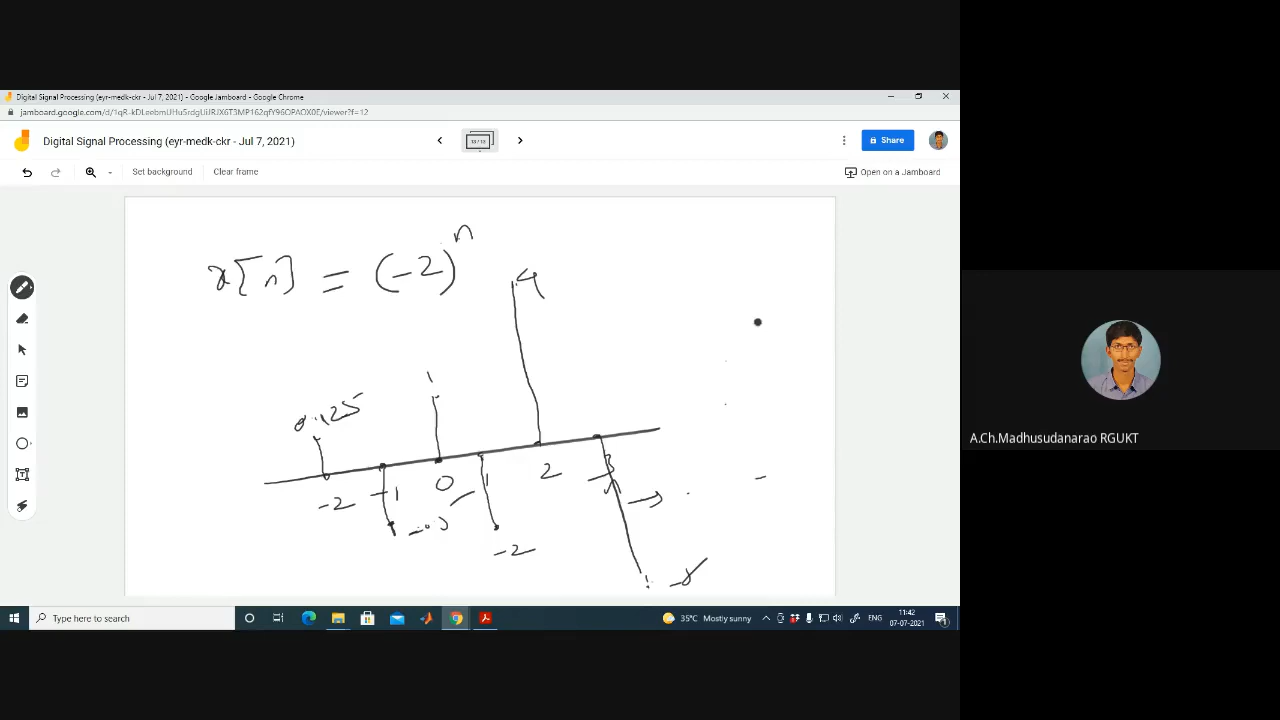 Digital Signal Processing (eyr-medk-ckr - Jul 7, 2021) - Google Jamboard - Google Chrome
Digital Signal Processing (eyr-medk-ckr - Jul 7, 2021)
13 / 13
Share
Set background
Clear frame
Open on a Jamboard
x[n] = (-2)^n
4
1
0.125
-2 -1 0 1 2 3
-2
-8
A.Ch.Madhusudanarao RGUKT
Type here to search
35°C Mostly sunny
ENG
11:42
07-07-2021